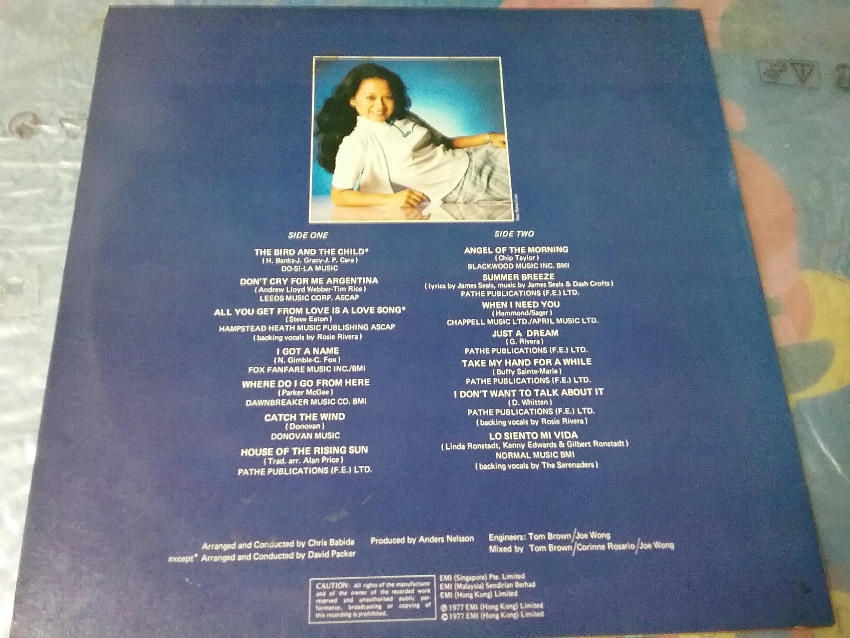 SIDE ONE
THE BIRD AND THE CHILD*
(H. Banks-J. Gracy-J. P. Cara)
DO-SI-LA MUSIC
DON'T CRY FOR ME ARGENTINA
(Andrew Lloyd Webber-Tim Rice)
LEEDS MUSIC CORP. ASCAP
ALL YOU GET FROM LOVE IS A LOVE SONG*
(Steve Eaton)
HAMPSTEAD HEATH MUSIC PUBLISHING ASCAP
(backing vocals by Rosie Rivera)
I GOT A NAME
(N. Gimble-C. Fox)
FOX FANFARE MUSIC INC./BMI
WHERE DO I GO FROM HERE
(Parker McGee)
DAWNBREAKER MUSIC CO. BMI
CATCH THE WIND
(Donovan)
DONOVAN MUSIC
HOUSE OF THE RISING SUN
(Trad. arr. Alan Price)
PATHE PUBLICATIONS (F.E.) LTD.
SIDE TWO
ANGEL OF THE MORNING
(Chip Taylor)
BLACKWOOD MUSIC INC. BMI
SUMMER BREEZE
(lyrics by James Seals, music by James Seals & Dash Crofts)
PATHE PUBLICATIONS (F.E.) LTD.
WHEN I NEED YOU
(Hammond/Sager)
CHAPPELL MUSIC LTD./APRIL MUSIC LTD.
JUST A DREAM
(G. Rivera)
PATHE PUBLICATIONS (F.E.) LTD.
TAKE MY HAND FOR A WHILE
(Buffy Sainte-Marie)
PATHE PUBLICATIONS (F.E.) LTD.
I DON'T WANT TO TALK ABOUT IT
(D. Whitten)
PATHE PUBLICATIONS (F.E.) LTD.
(backing vocals by Rosie Rivera)
LO SIENTO MI VIDA
(Linda Ronstadt, Kenny Edwards & Gilbert Ronstadt)
NORMAL MUSIC BMI
(backing vocals by The Serenaders)
Arranged and Conducted by Chris Babida
except* Arranged and Conducted by David Packer
Produced by Anders Nelsson
Engineers: Tom Brown/Joe Wong
Mixed by Tom Brown/Corinne Rosario/Joe Wong
CAUTION: All rights of the manufacturer
and of the owner of the recorded work
reserved and unauthorised public per-
formance, broadcasting or copying of
this recording is prohibited.
EMI (Singapore) Pte. Limited
EMI (Malaysia) Sendirian Berhad
EMI (Hong Kong) Limited
℗ 1977 EMI (Hong Kong) Limited
© 1977 EMI (Hong Kong) Limited